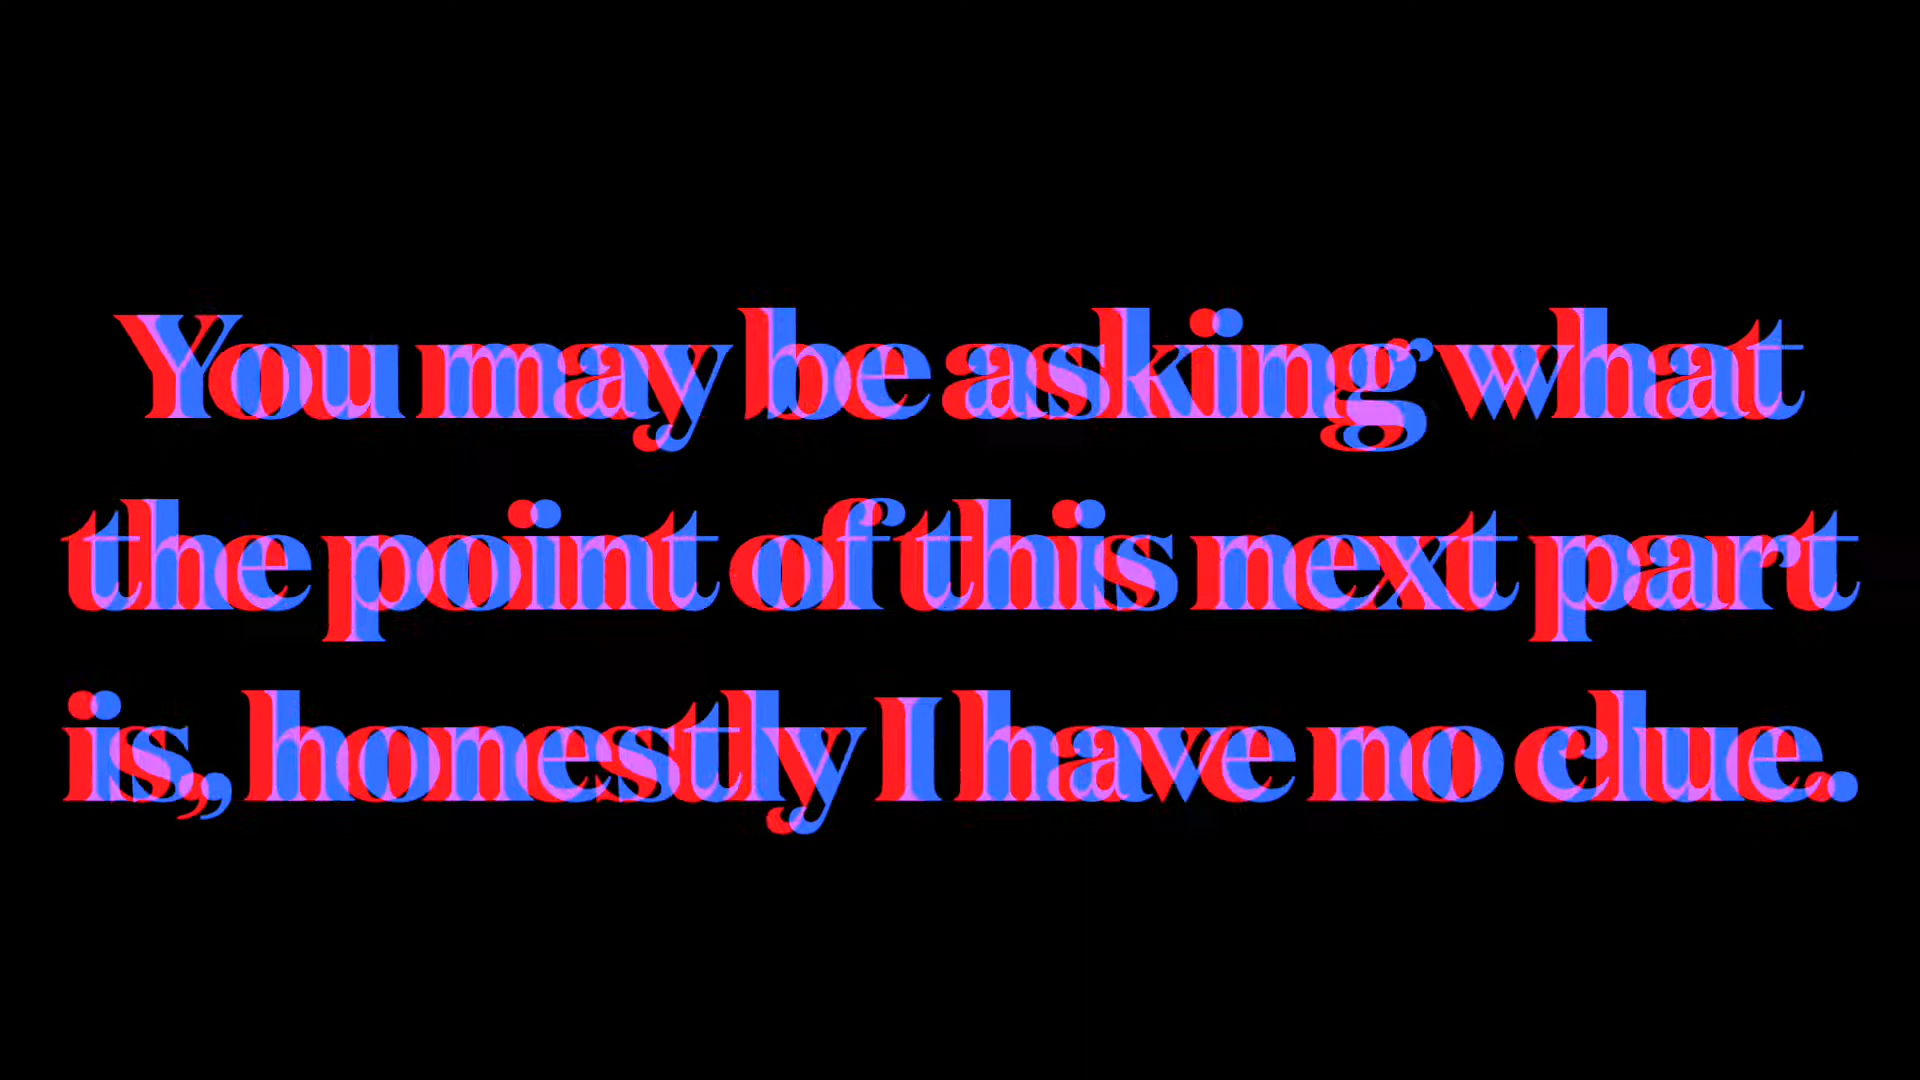 You may be asking what
the point of this next part
is, honestly I have no clue.